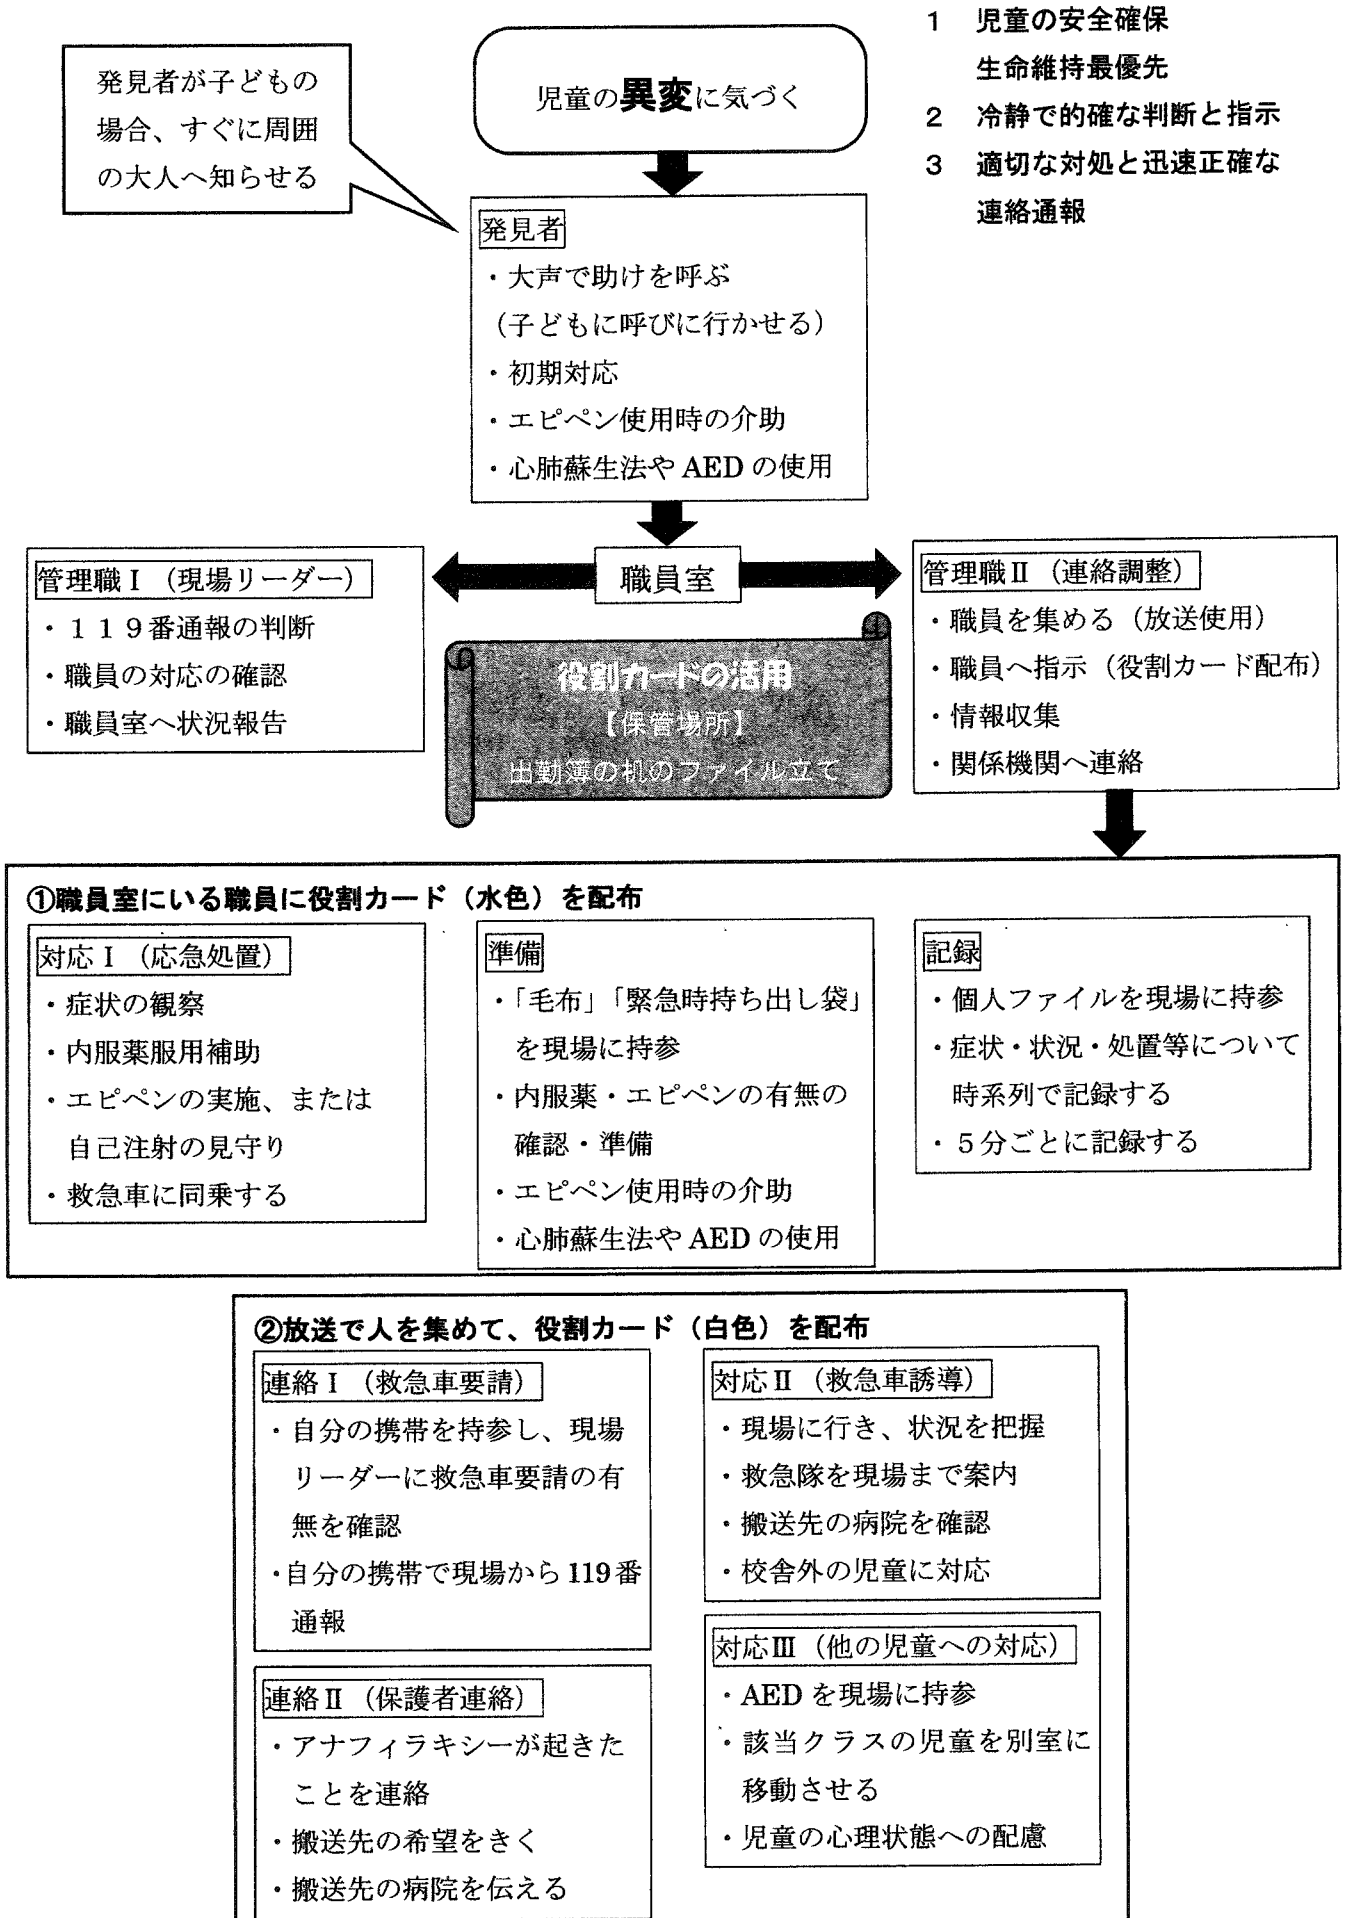 1　児童の安全確保
生命維持最優先
2　冷静で的確な判断と指示
3　適切な対処と迅速正確な
連絡通報
発見者が子どもの
場合、すぐに周囲
の大人へ知らせる
児童の異変に気づく
発見者
・大声で助けを呼ぶ
（子どもに呼びに行かせる）
・初期対応
・エピペン使用時の介助
・心肺蘇生法や AED の使用
職員室
管理職Ⅰ（現場リーダー）
・１１９番通報の判断
・職員の対応の確認
・職員室へ状況報告
役割カードの活用
【保管場所】
出勤簿の机のファイル立て
管理職Ⅱ（連絡調整）
・職員を集める（放送使用）
・職員へ指示（役割カード配布）
・情報収集
・関係機関へ連絡
①職員室にいる職員に役割カード（水色）を配布
対応Ⅰ（応急処置）
・症状の観察
・内服薬服用補助
・エピペンの実施、または
自己注射の見守り
・救急車に同乗する
準備
・「毛布」「緊急時持ち出し袋」
を現場に持参
・内服薬・エピペンの有無の
確認・準備
・エピペン使用時の介助
・心肺蘇生法や AED の使用
記録
・個人ファイルを現場に持参
・症状・状況・処置等について
時系列で記録する
・５分ごとに記録する
②放送で人を集めて、役割カード（白色）を配布
連絡Ⅰ（救急車要請）
・自分の携帯を持参し、現場
リーダーに救急車要請の有
無を確認
・自分の携帯で現場から 119 番
通報
連絡Ⅱ（保護者連絡）
・アナフィラキシーが起きた
ことを連絡
・搬送先の希望をきく
・搬送先の病院を伝える
対応Ⅱ（救急車誘導）
・現場に行き、状況を把握
・救急隊を現場まで案内
・搬送先の病院を確認
・校舎外の児童に対応
対応Ⅲ（他の児童への対応）
・AED を現場に持参
・該当クラスの児童を別室に
移動させる
・児童の心理状態への配慮